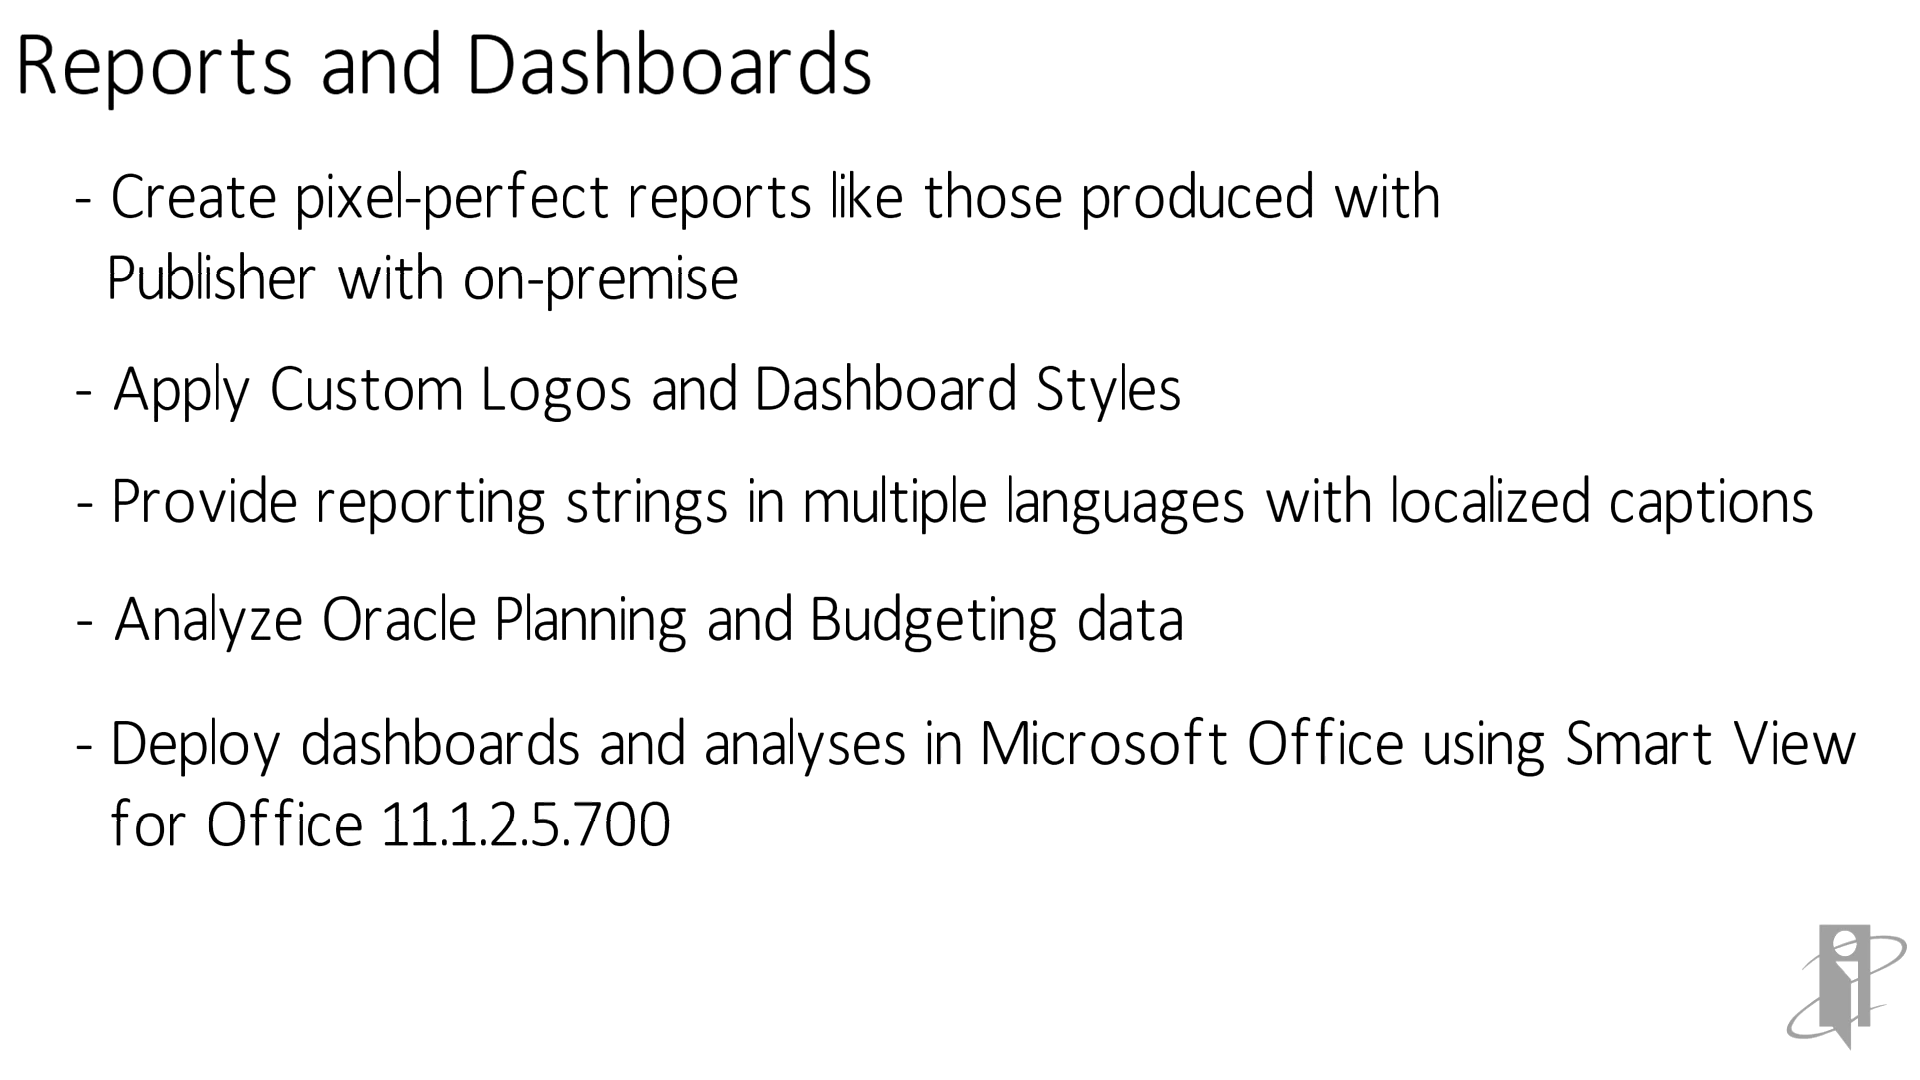 Reports and Dashboards
- Create pixel-perfect reports like those produced with
Publisher with on-premise
- Apply Custom Logos and Dashboard Styles
- Provide reporting strings in multiple languages with localized captions
- Analyze Oracle Planning and Budgeting data
- Deploy dashboards and analyses in Microsoft Office using Smart View
for Office 11.1.2.5.700